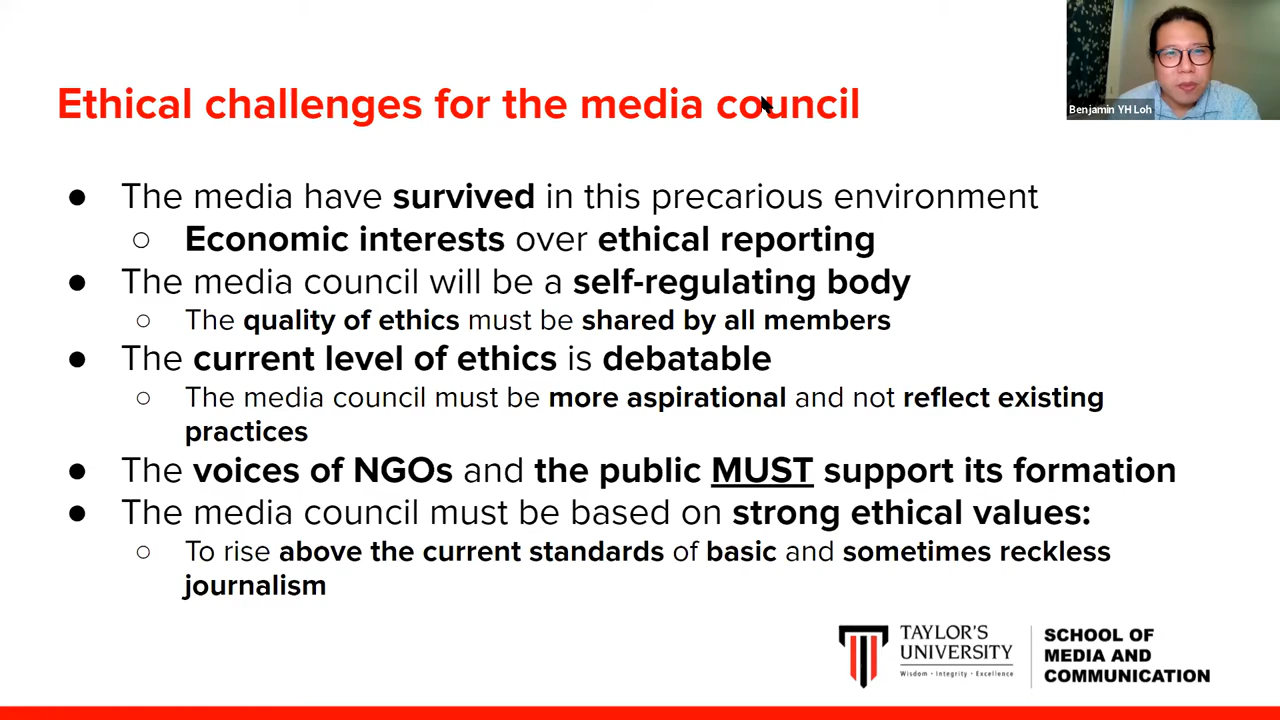 Ethical challenges for the media council
Benjamin YH Loh
● The media have survived in this precarious environment
○ Economic interests over ethical reporting
● The media council will be a self-regulating body
○ The quality of ethics must be shared by all members
● The current level of ethics is debatable
○ The media council must be more aspirational and not reflect existing
practices
● The voices of NGOs and the public MUST support its formation
● The media council must be based on strong ethical values:
○ To rise above the current standards of basic and sometimes reckless
journalism
TAYLOR'S
UNIVERSITY
Wisdom · Integrity · Excellence
SCHOOL OF
MEDIA AND
COMMUNICATION